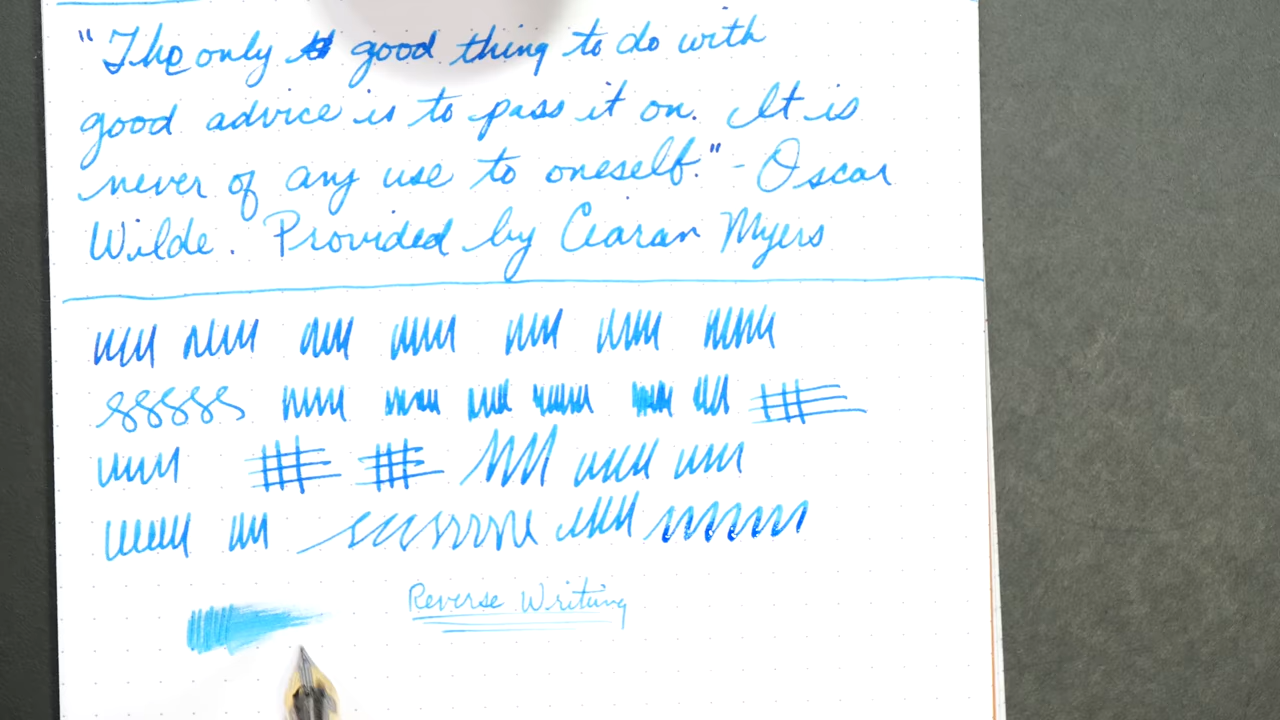 "The only good thing to do with
good advice is to pass it on. It is
never of any use to oneself." - Oscar
Wilde. Provided by Ciaran Myers
Reverse Writing